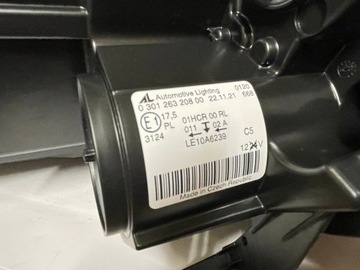 AL Automotive Lighting 0120
0 301 263 208 00 22.11.21 668
E1 17,5 01HCR 00 RL
PL 011 02 A
3124 LE10A6239 C5
12 V
Made in Czech Republic